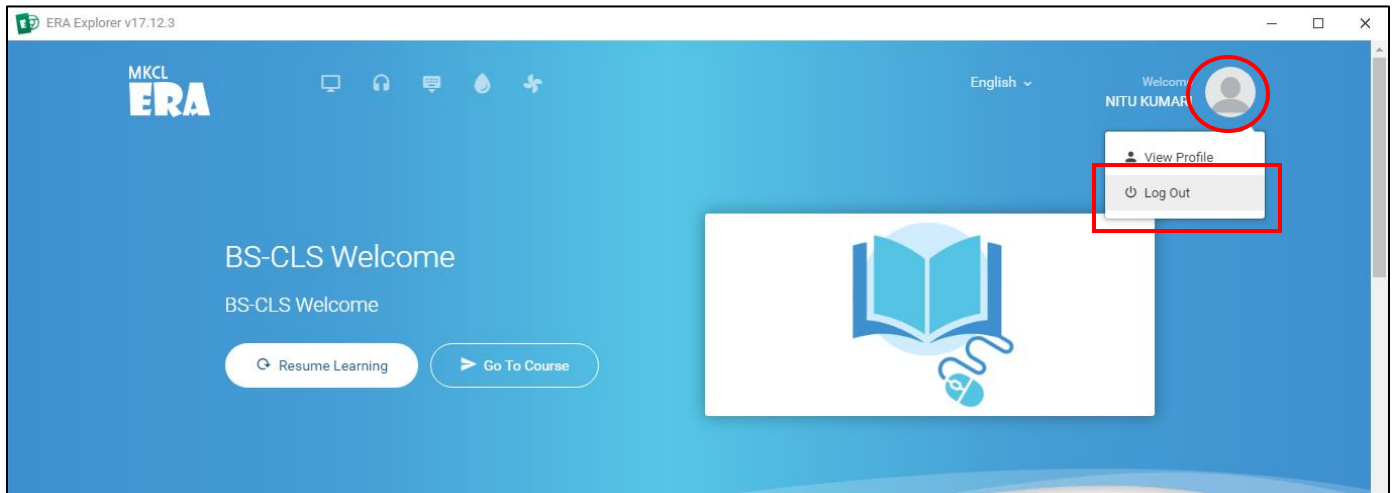 ERA Explorer v17.12.3
MKCL
ERA
English
Welcome
NITU KUMARI
View Profile
Log Out
BS-CLS Welcome
BS-CLS Welcome
Resume Learning
Go To Course